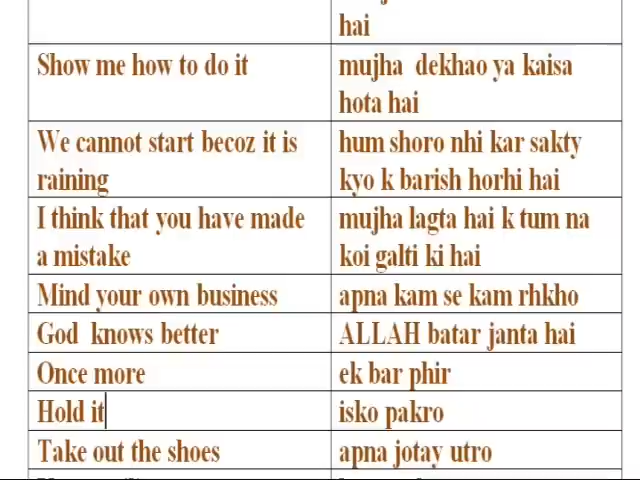 hai
Show me how to do it
mujha dekhao ya kaisa
hota hai
We cannot start becoz it is
raining
hum shoro nhi kar sakty
kyo k barish horhi hai
I think that you have made
a mistake
mujha lagta hai k tum na
koi galti ki hai
Mind your own business
apna kam se kam rhkho
God knows better
ALLAH batar janta hai
Once more
ek bar phir
Hold it
isko pakro
Take out the shoes
apna jotay utro